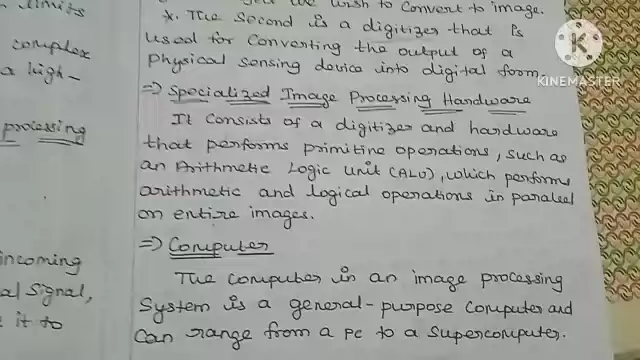 limits
complex
a high-
processing
incoming
al signal,
it to
wish to convert to image.
*. The second is a digitizer that is
used for converting the output of a
physical sensing device into digital form
=> Specialized Image Processing Hardware
It consists of a digitizer and hardware
that performs primitine operations, such as
an Arithmetic Logic unit (ALU), which performs
arithmetic and logical operations in parallel
on entire images.
=> Computer
The computer in an image processing
System is a general-purpose computer and
can range from a PC to a supercomputer.
KINEMASTER